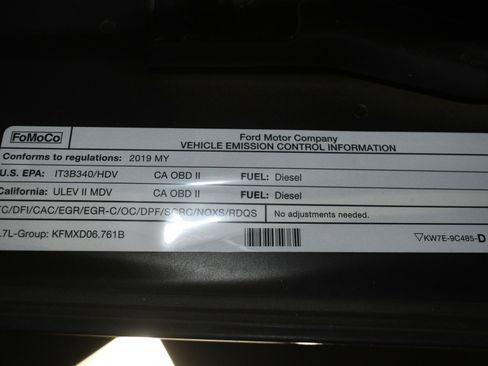 FoMoCo
Ford Motor Company
VEHICLE EMISSION CONTROL INFORMATION
Conforms to regulations: 2019 MY
U.S. EPA: IT3B340/HDV CA OBD II FUEL: Diesel
California: ULEV II MDV CA OBD II FUEL: Diesel
TC/DFI/CAC/EGR/EGR-C/OC/DPF/SCRC/NOXS/RDQS No adjustments needed.
.7L-Group: KFMXD06.761B
KW7E-9C485-D